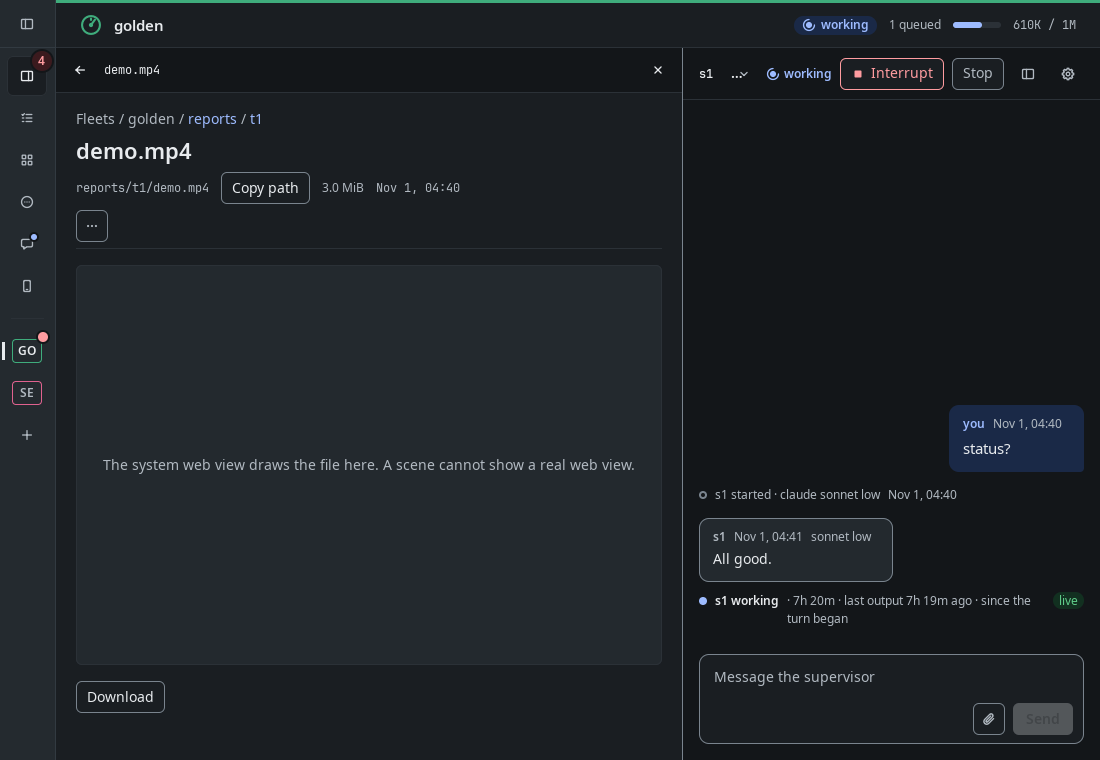 golden
working
1 queued
610K / 1M
4
GO
SE
demo.mp4
Fleets / golden / reports / t1
demo.mp4
reports/t1/demo.mp4
Copy path
3.0 MiB
Nov 1, 04:40
...
The system web view draws the file here. A scene cannot show a real web view.
Download
s1
...
working
Interrupt
Stop
you Nov 1, 04:40
status?
s1 started · claude sonnet low Nov 1, 04:40
s1 Nov 1, 04:41 sonnet low
All good.
s1 working · 7h 20m · last output 7h 19m ago · since the
turn began
live
Message the supervisor
Send